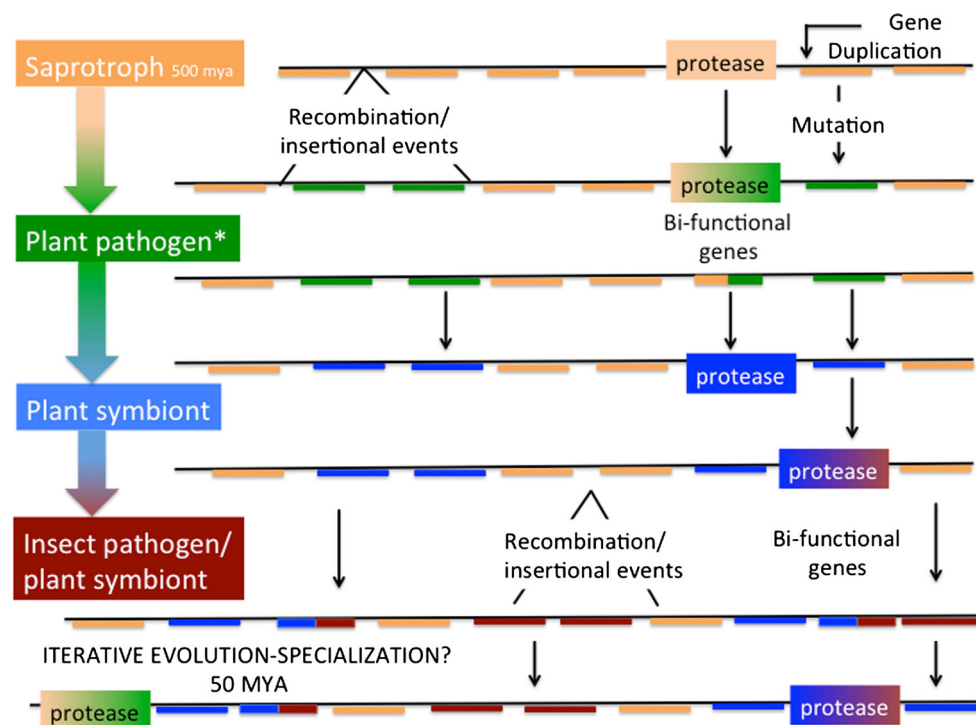 Gene
Duplication
Saprotroph 500 mya
protease
Recombination/
insertional events
Mutation
protease
Bi-functional
genes
Plant pathogen*
protease
Plant symbiont
protease
Insect pathogen/
plant symbiont
Recombination/
insertional events
Bi-functional
genes
ITERATIVE EVOLUTION-SPECIALIZATION?
50 MYA
protease
protease